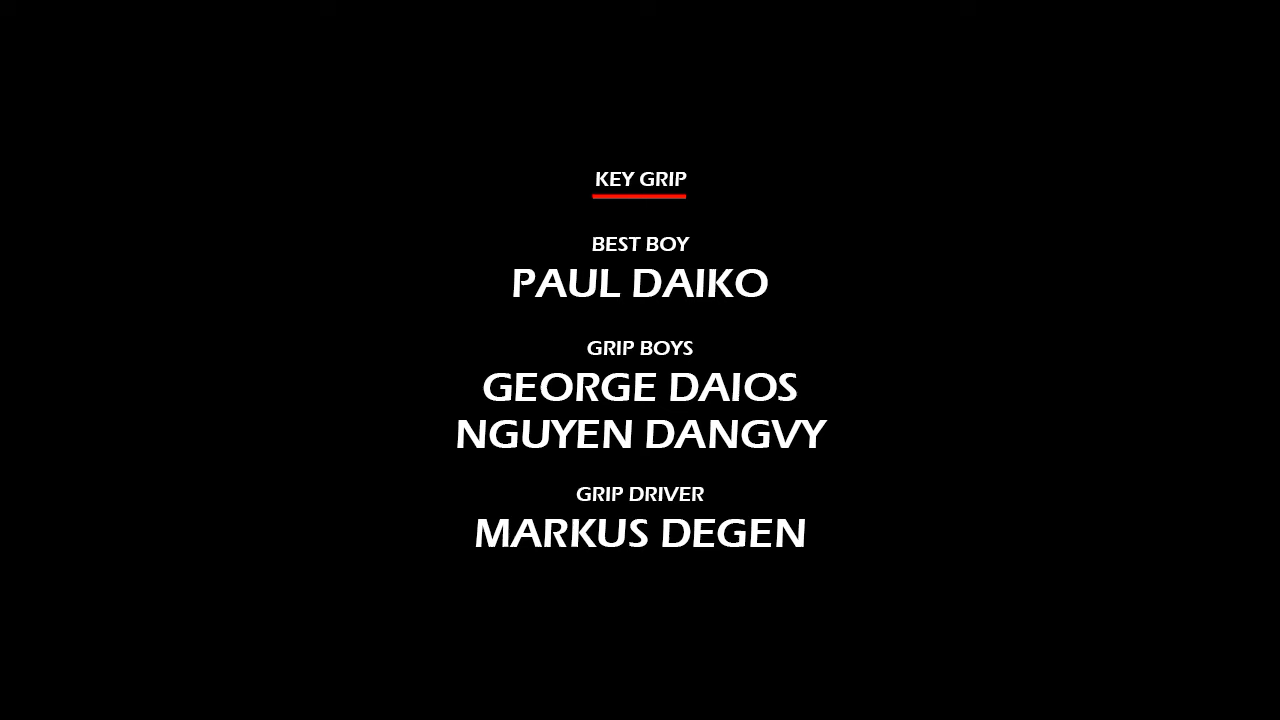 KEY GRIP
BEST BOY
PAUL DAIKO
GRIP BOYS
GEORGE DAIOS
NGUYEN DANGVY
GRIP DRIVER
MARKUS DEGEN